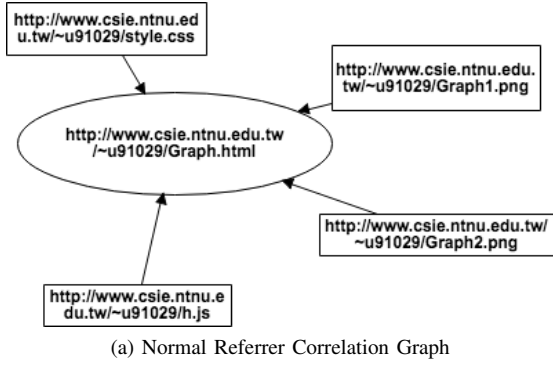 http://www.csie.ntnu.ed
u.tw/~u91029/style.css
http://www.csie.ntnu.edu.
tw/~u91029/Graph1.png
http://www.csie.ntnu.edu.tw
/~u91029/Graph.html
http://www.csie.ntnu.edu.tw/
~u91029/Graph2.png
http://www.csie.ntnu.e
du.tw/~u91029/h.js
(a) Normal Referrer Correlation Graph